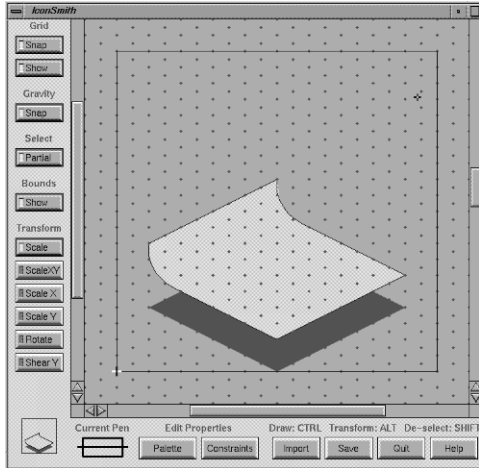 IconSmith
Grid
Snap
Show
Gravity
Snap
Select
Partial
Bounds
Show
Transform
Scale
ScaleXY
Scale X
Scale Y
Rotate
Shear Y
Current Pen Edit Properties Draw: CTRL Transform: ALT De-select: SHIFT
Palette Constraints Import Save Quit Help